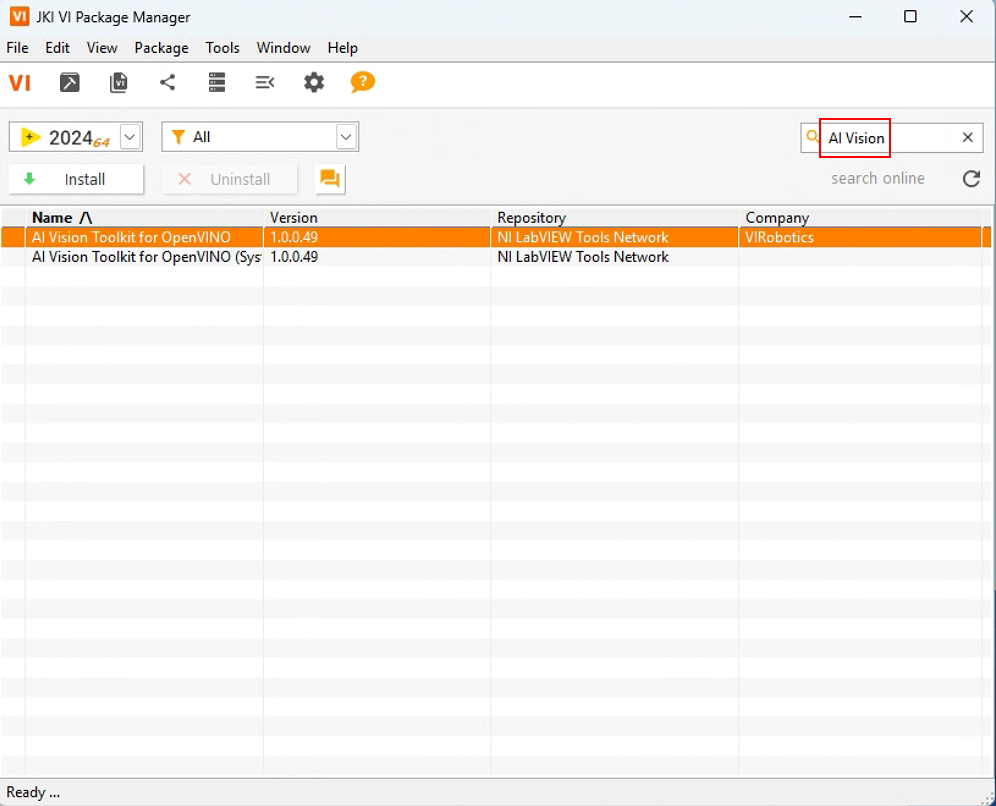 VI JKI VI Package Manager
File Edit View Package Tools Window Help
VI VI ?
2024 64 All AI Vision
Install Uninstall search online
Name /\ Version Repository Company
AI Vision Toolkit for OpenVINO 1.0.0.49 NI LabVIEW Tools Network VIRobotics
AI Vision Toolkit for OpenVINO (Sys 1.0.0.49 NI LabVIEW Tools Network
Ready ...